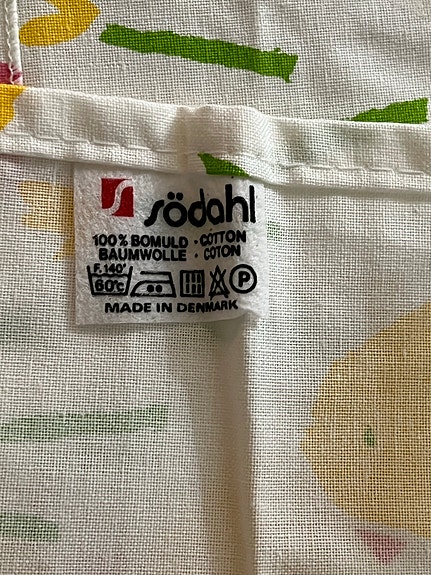 södahl
100% BOMULD · COTTON
BAUMWOLLE · COTON
F. 140°
60°C P
MADE IN DENMARK